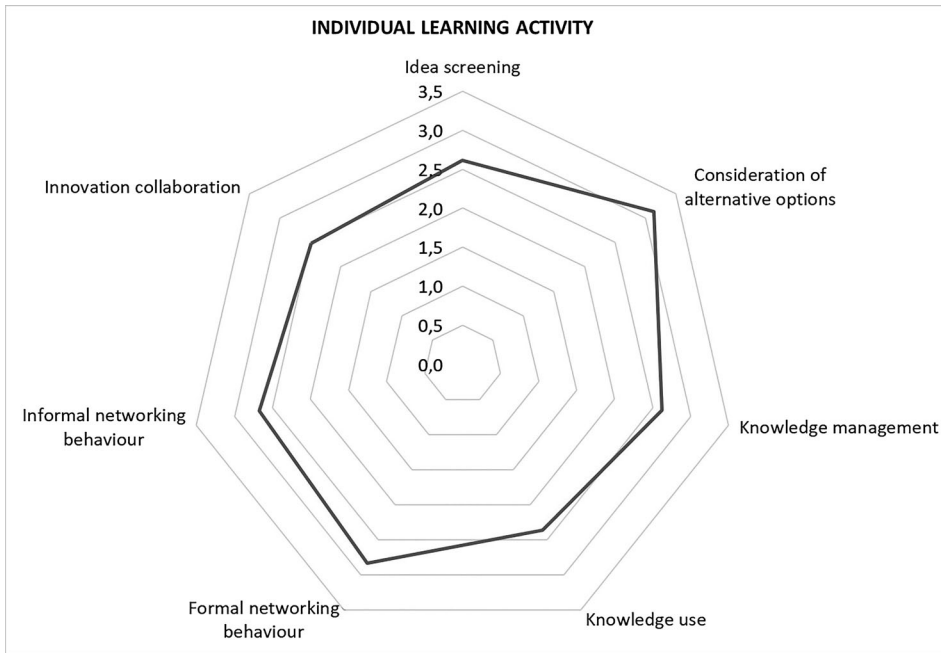 INDIVIDUAL LEARNING ACTIVITY
Idea screening
3,5
3,0
2,5
2,0
1,5
1,0
0,5
0,0
Consideration of
alternative options
Knowledge management
Knowledge use
Formal networking
behaviour
Informal networking
behaviour
Innovation collaboration